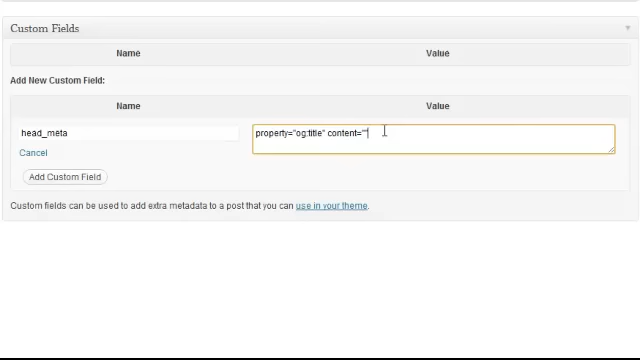 Custom Fields
Name Value
Add New Custom Field:
Name Value
head_meta property="og:title" content=""
Cancel
Add Custom Field
Custom fields can be used to add extra metadata to a post that you can use in your theme.